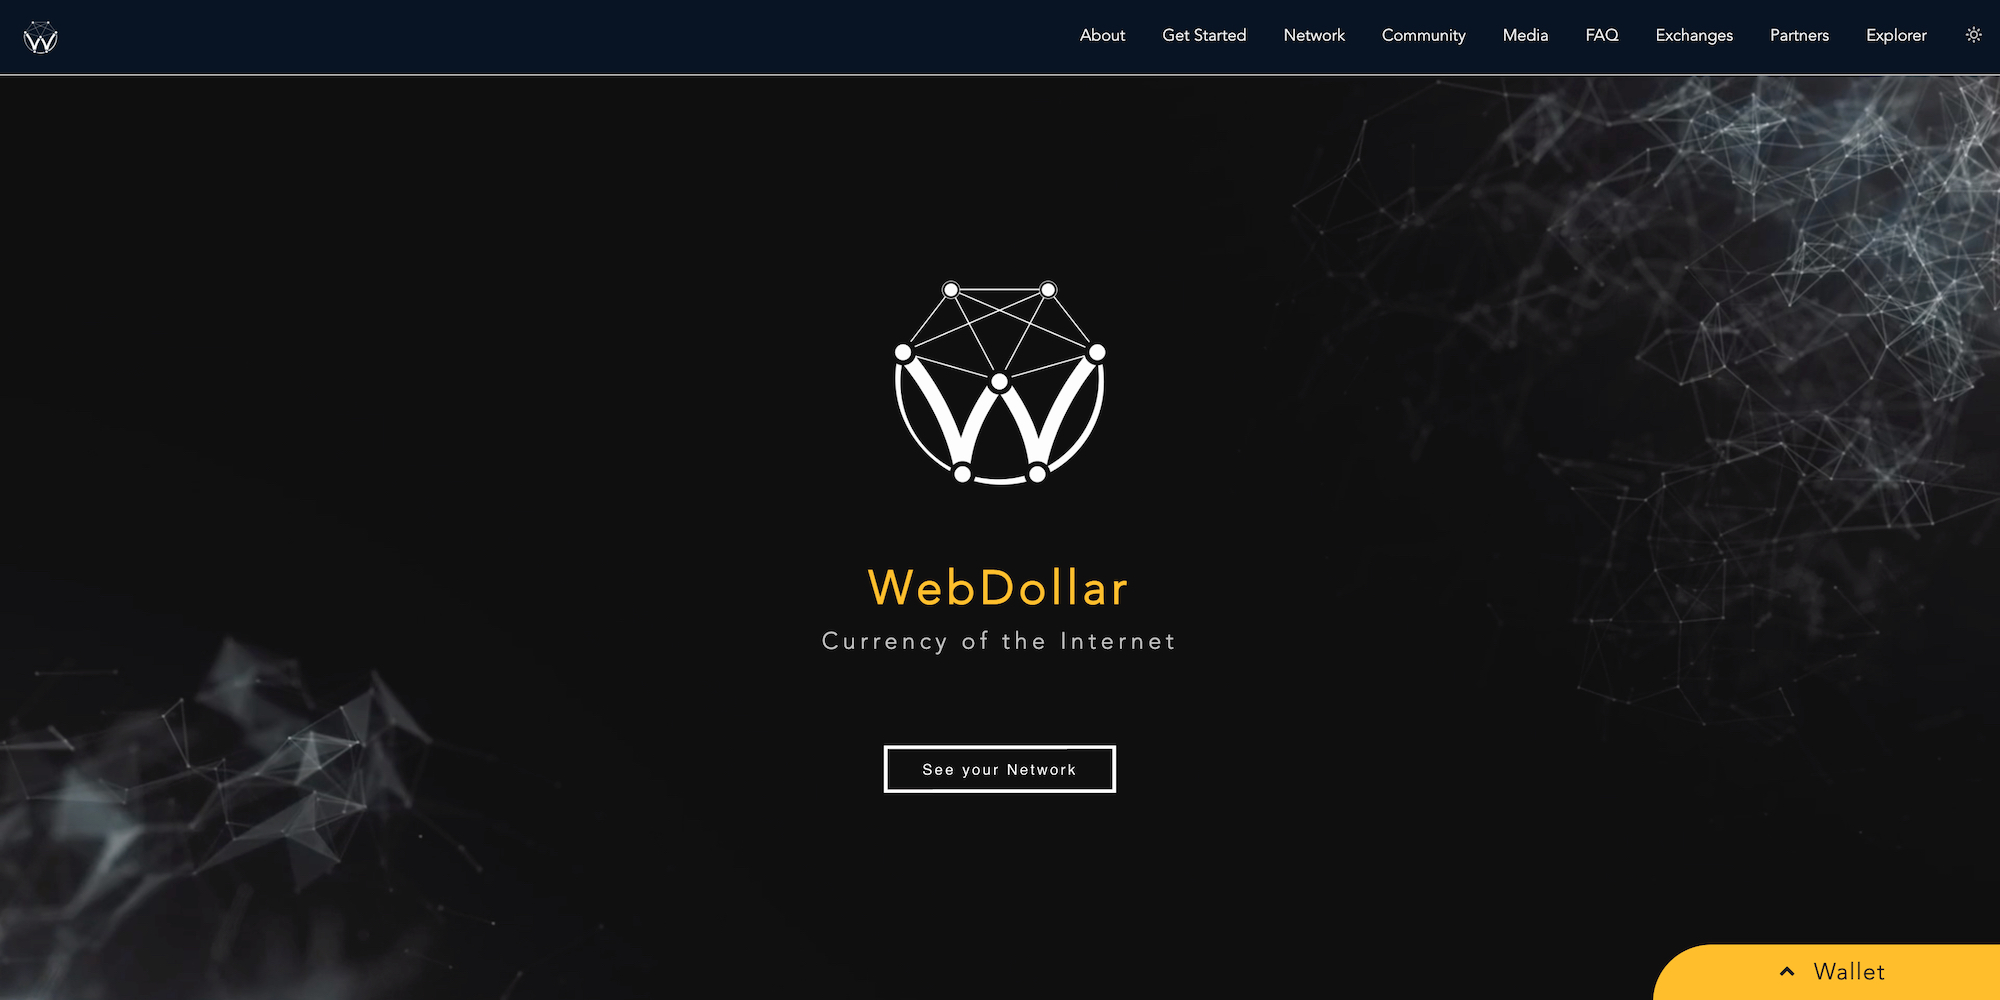 About Get Started Network Community Media FAQ Exchanges Partners Explorer
WebDollar
Currency of the Internet
See your Network
Wallet